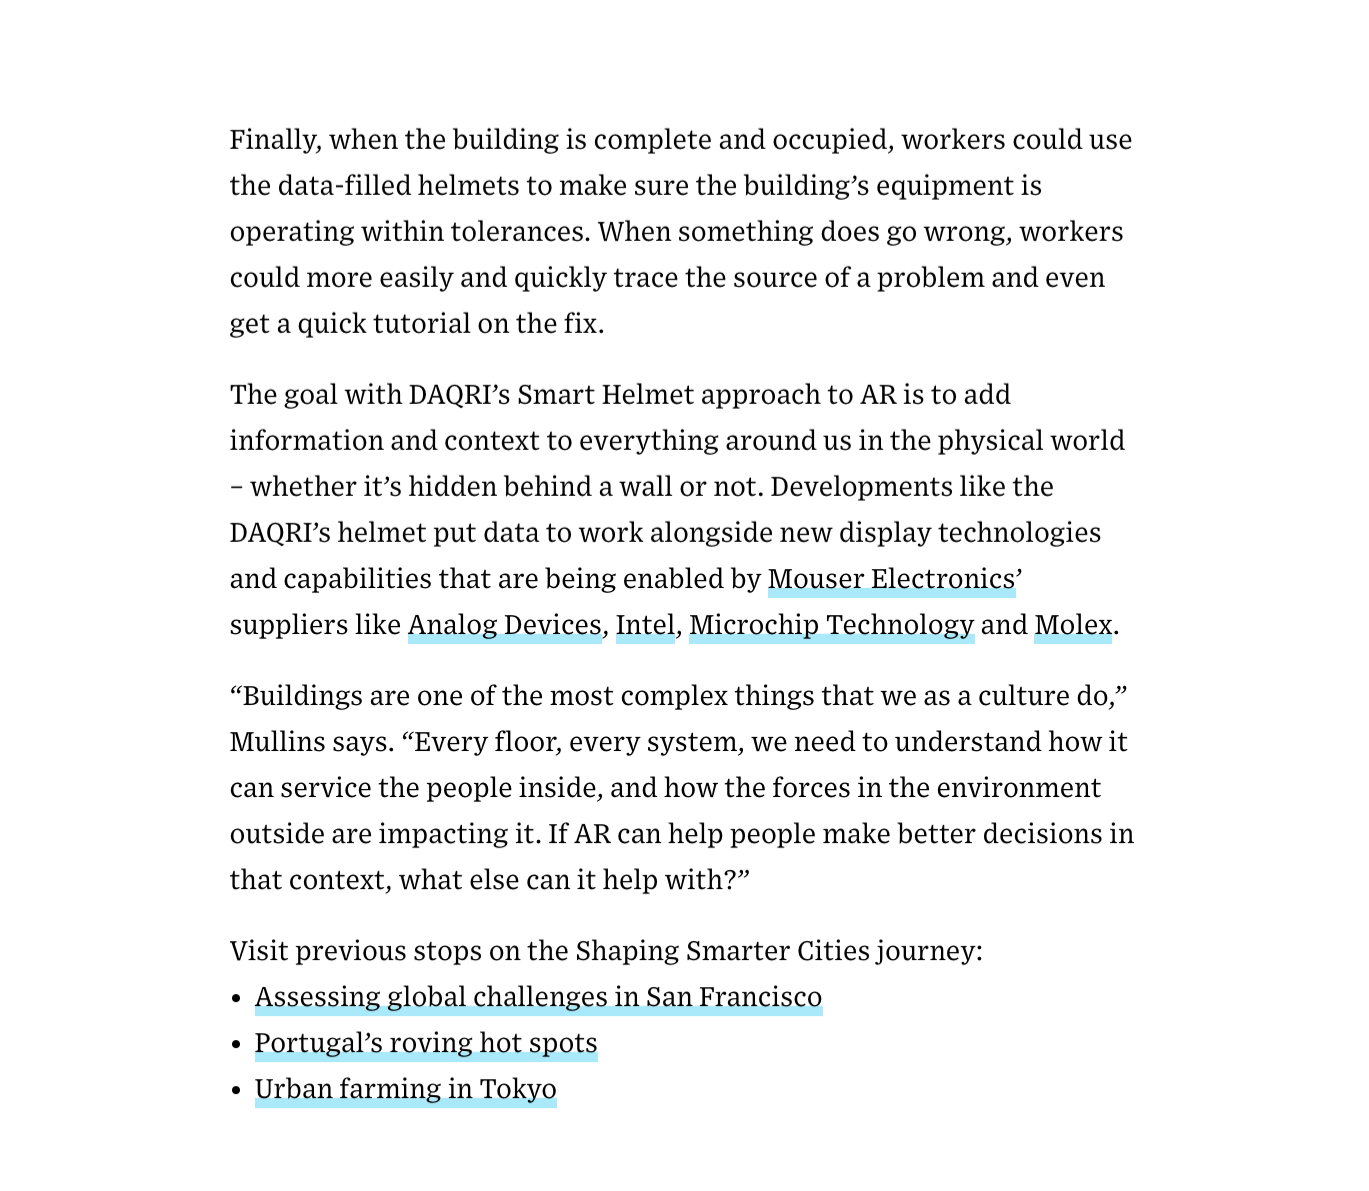 Finally, when the building is complete and occupied, workers could use
the data-filled helmets to make sure the building’s equipment is
operating within tolerances. When something does go wrong, workers
could more easily and quickly trace the source of a problem and even
get a quick tutorial on the fix.
The goal with DAQRI’s Smart Helmet approach to AR is to add
information and context to everything around us in the physical world
– whether it’s hidden behind a wall or not. Developments like the
DAQRI’s helmet put data to work alongside new display technologies
and capabilities that are being enabled by Mouser Electronics’
suppliers like Analog Devices, Intel, Microchip Technology and Molex.
“Buildings are one of the most complex things that we as a culture do,”
Mullins says. “Every floor, every system, we need to understand how it
can service the people inside, and how the forces in the environment
outside are impacting it. If AR can help people make better decisions in
that context, what else can it help with?”
Visit previous stops on the Shaping Smarter Cities journey:
• Assessing global challenges in San Francisco
• Portugal’s roving hot spots
• Urban farming in Tokyo